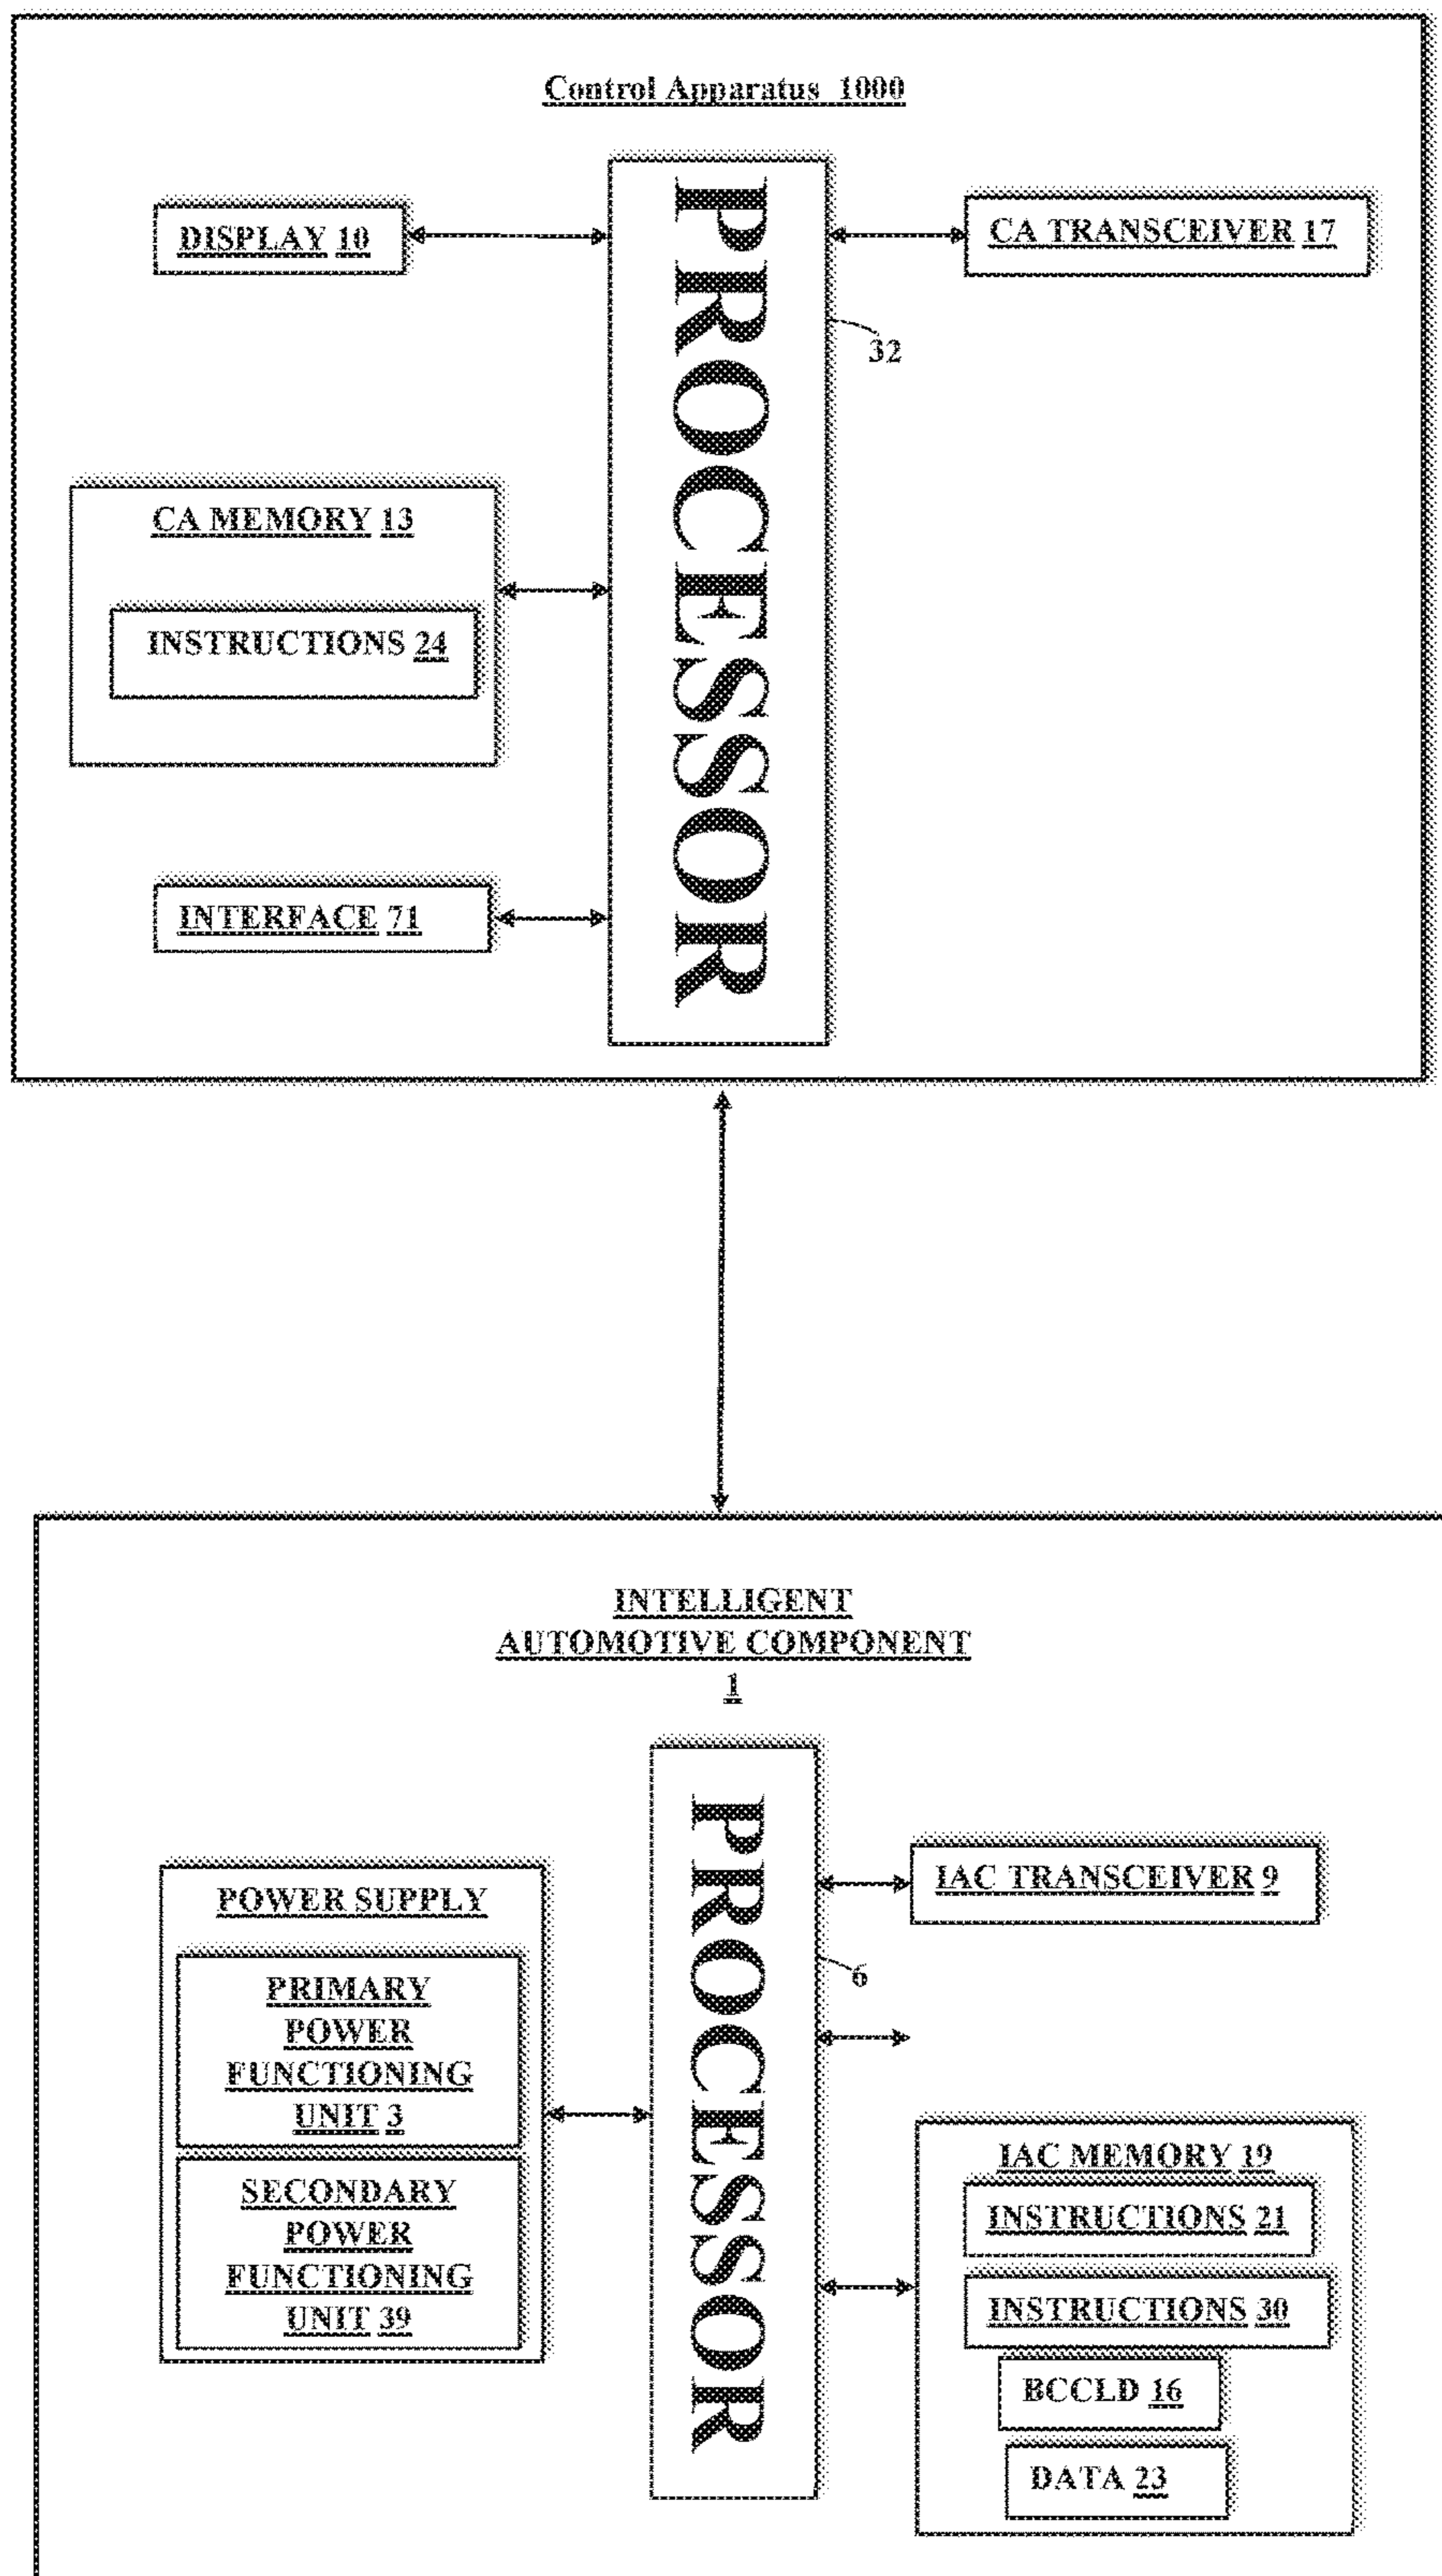 Control Apparatus 1000
DISPLAY 10
CA TRANSCEIVER 17
PROCESSOR
32
CA MEMORY 13
INSTRUCTIONS 24
INTERFACE 71
INTELLIGENT
AUTOMOTIVE COMPONENT
1
PROCESSOR
6
POWER SUPPLY
PRIMARY
POWER
FUNCTIONING
UNIT 3
SECONDARY
POWER
FUNCTIONING
UNIT 39
IAC TRANSCEIVER 9
IAC MEMORY 19
INSTRUCTIONS 21
INSTRUCTIONS 30
BCCLD 16
DATA 23